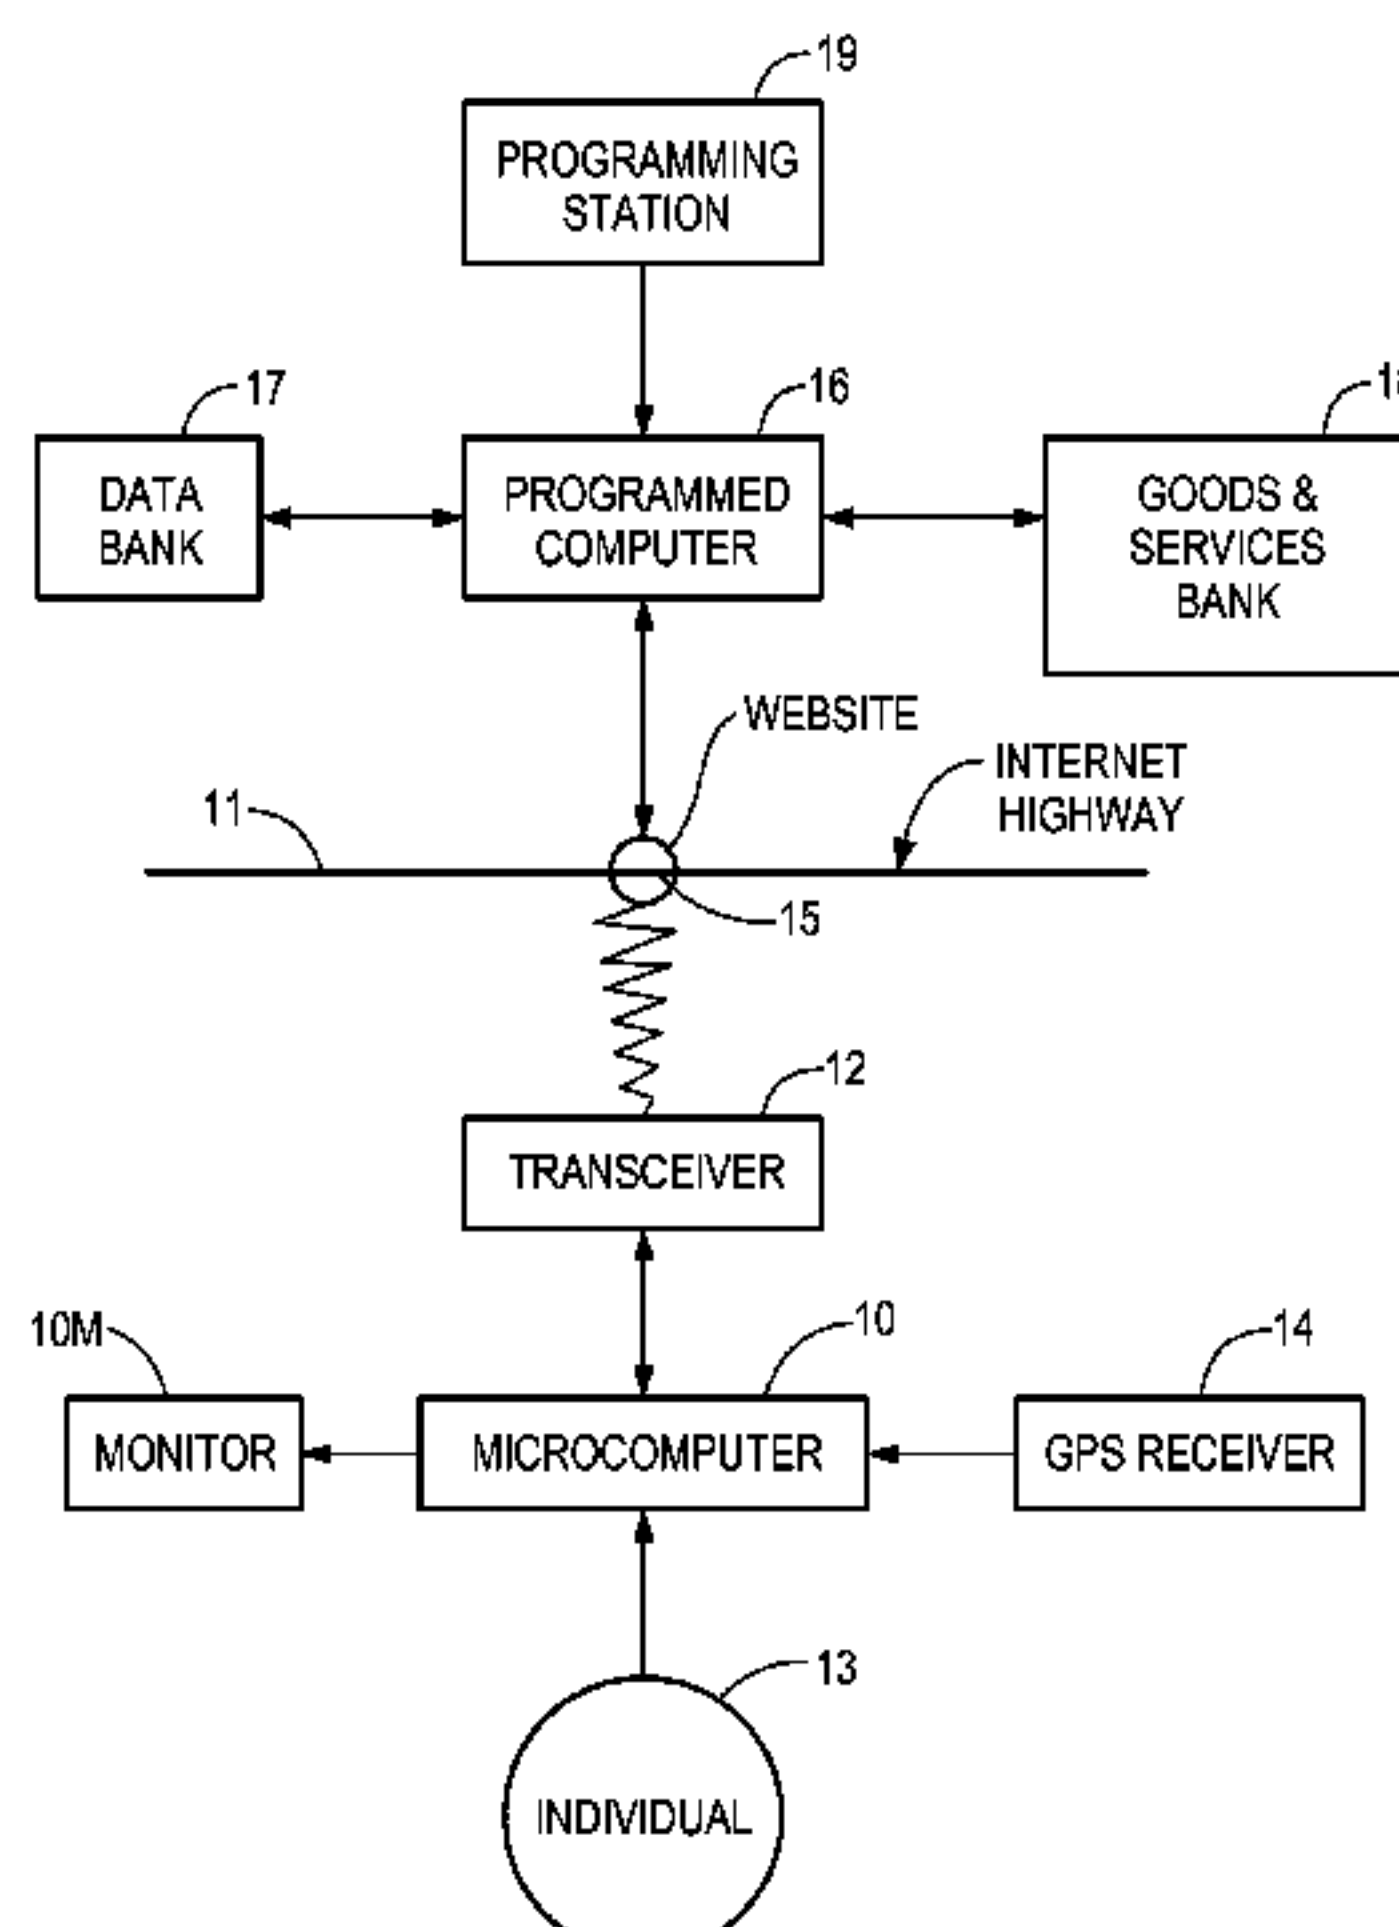 19
PROGRAMMING
STATION
17
16
DATA
BANK
PROGRAMMED
COMPUTER
GOODS &
SERVICES
BANK
WEBSITE
INTERNET
HIGHWAY
11
15
12
TRANSCEIVER
10M
10
14
MONITOR
MICROCOMPUTER
GPS RECEIVER
13
INDIVIDUAL